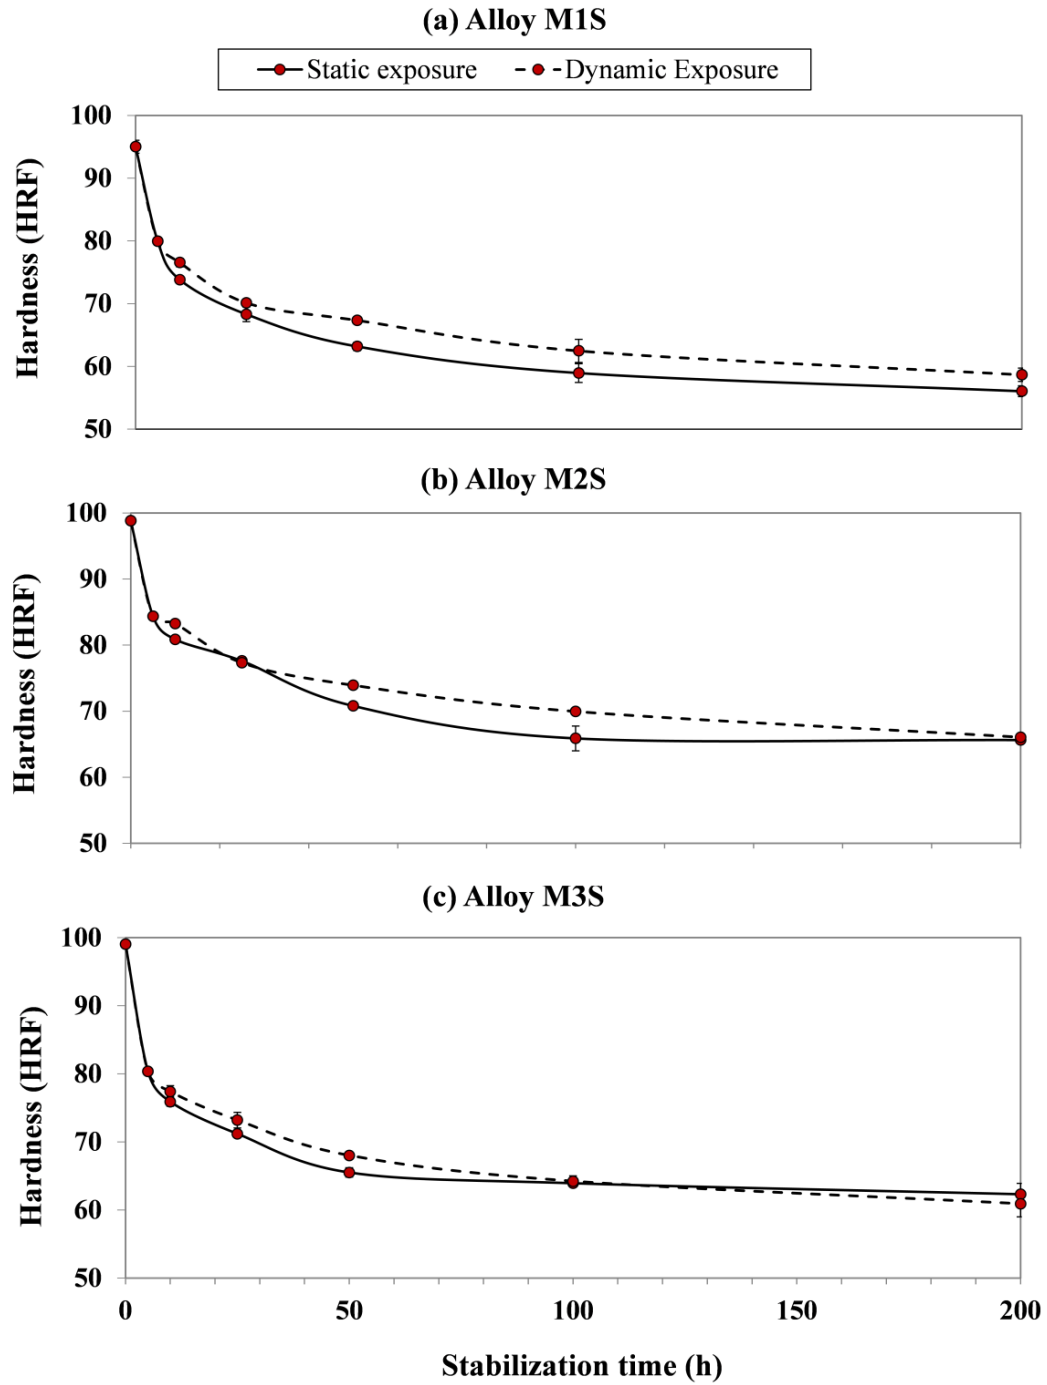 (a) Alloy M1S
Static exposure Dynamic Exposure
100
90
80
70
60
50
Hardness (HRF)
(b) Alloy M2S
100
90
80
70
60
50
Hardness (HRF)
(c) Alloy M3S
100
90
80
70
60
50
Hardness (HRF)
0 50 100 150 200
Stabilization time (h)